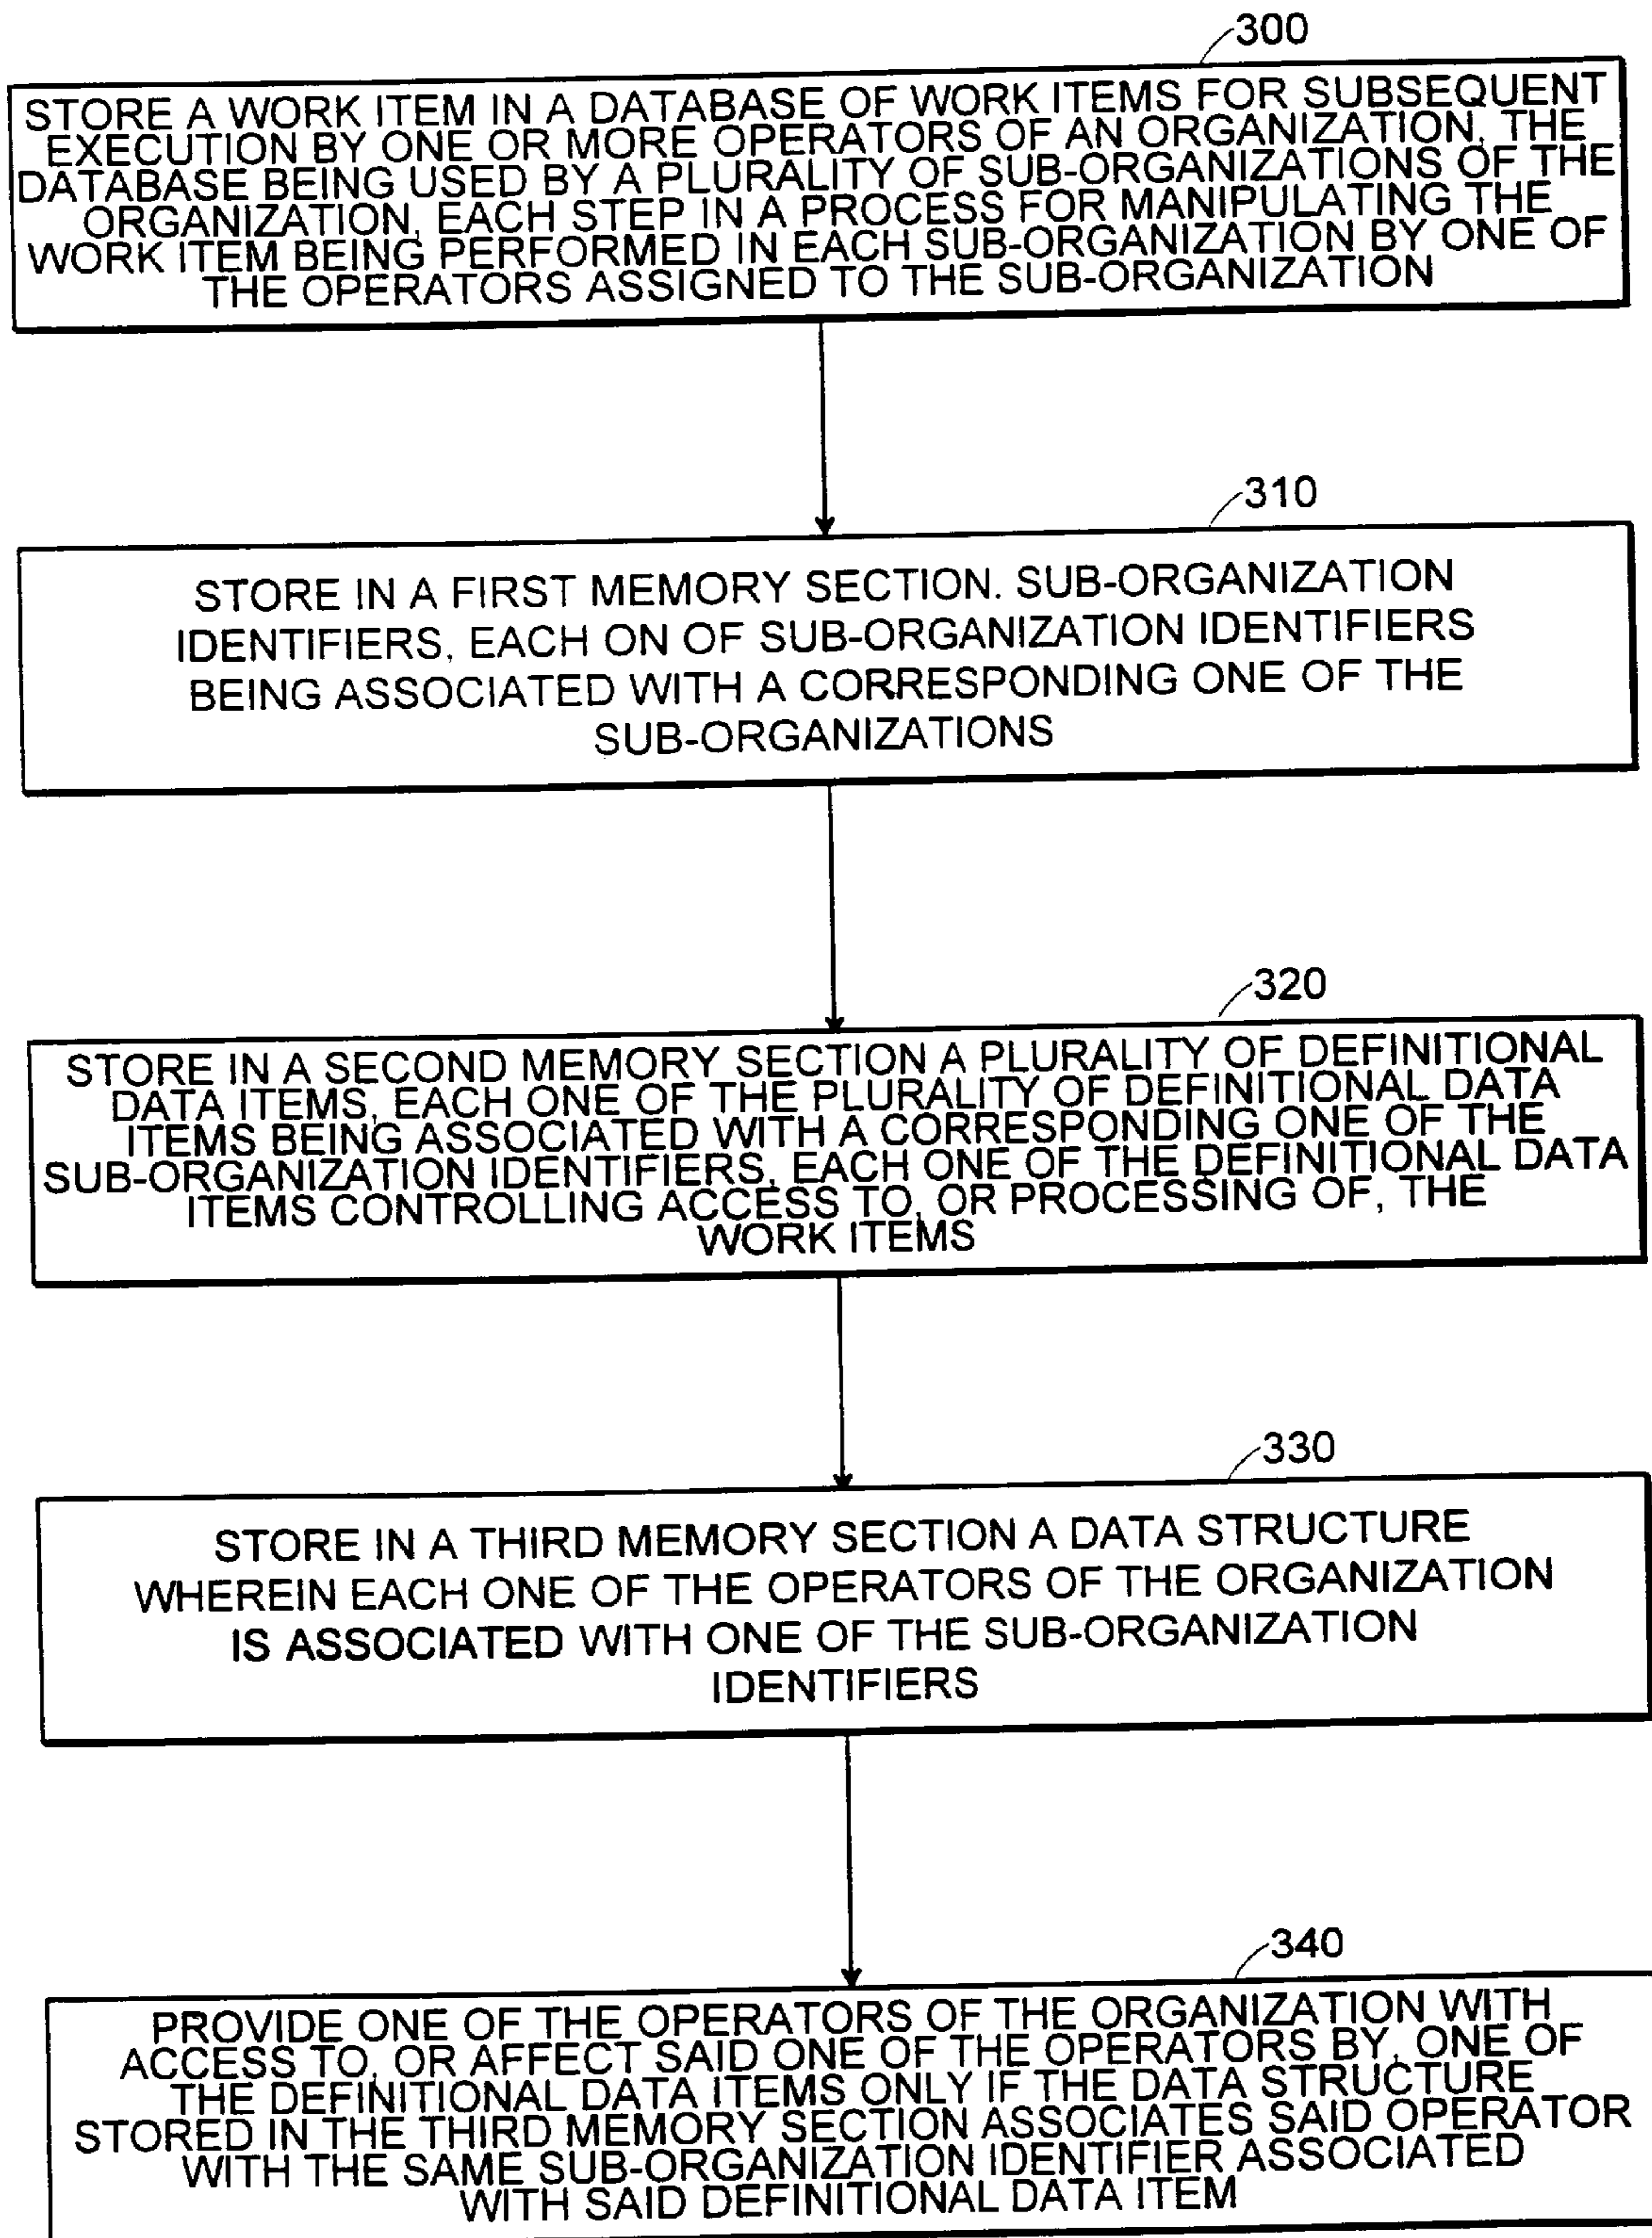 300
STORE A WORK ITEM IN A DATABASE OF WORK ITEMS FOR SUBSEQUENT
EXECUTION BY ONE OR MORE OPERATORS OF AN ORGANIZATION, THE
DATABASE BEING USED BY A PLURALITY OF SUB-ORGANIZATIONS OF THE
ORGANIZATION, EACH STEP IN A PROCESS FOR MANIPULATING THE
WORK ITEM BEING PERFORMED IN EACH SUB-ORGANIZATION BY ONE OF
THE OPERATORS ASSIGNED TO THE SUB-ORGANIZATION
310
STORE IN A FIRST MEMORY SECTION. SUB-ORGANIZATION
IDENTIFIERS, EACH ON OF SUB-ORGANIZATION IDENTIFIERS
BEING ASSOCIATED WITH A CORRESPONDING ONE OF THE
SUB-ORGANIZATIONS
320
STORE IN A SECOND MEMORY SECTION A PLURALITY OF DEFINITIONAL
DATA ITEMS, EACH ONE OF THE PLURALITY OF DEFINITIONAL DATA
ITEMS BEING ASSOCIATED WITH A CORRESPONDING ONE OF THE
SUB-ORGANIZATION IDENTIFIERS, EACH ONE OF THE DEFINITIONAL DATA
ITEMS CONTROLLING ACCESS TO, OR PROCESSING OF, THE
WORK ITEMS
330
STORE IN A THIRD MEMORY SECTION A DATA STRUCTURE
WHEREIN EACH ONE OF THE OPERATORS OF THE ORGANIZATION
IS ASSOCIATED WITH ONE OF THE SUB-ORGANIZATION
IDENTIFIERS
340
PROVIDE ONE OF THE OPERATORS OF THE ORGANIZATION WITH
ACCESS TO, OR AFFECT SAID ONE OF THE OPERATORS BY, ONE OF
THE DEFINITIONAL DATA ITEMS ONLY IF THE DATA STRUCTURE
STORED IN THE THIRD MEMORY SECTION ASSOCIATES SAID OPERATOR
WITH THE SAME SUB-ORGANIZATION IDENTIFIER ASSOCIATED
WITH SAID DEFINITIONAL DATA ITEM